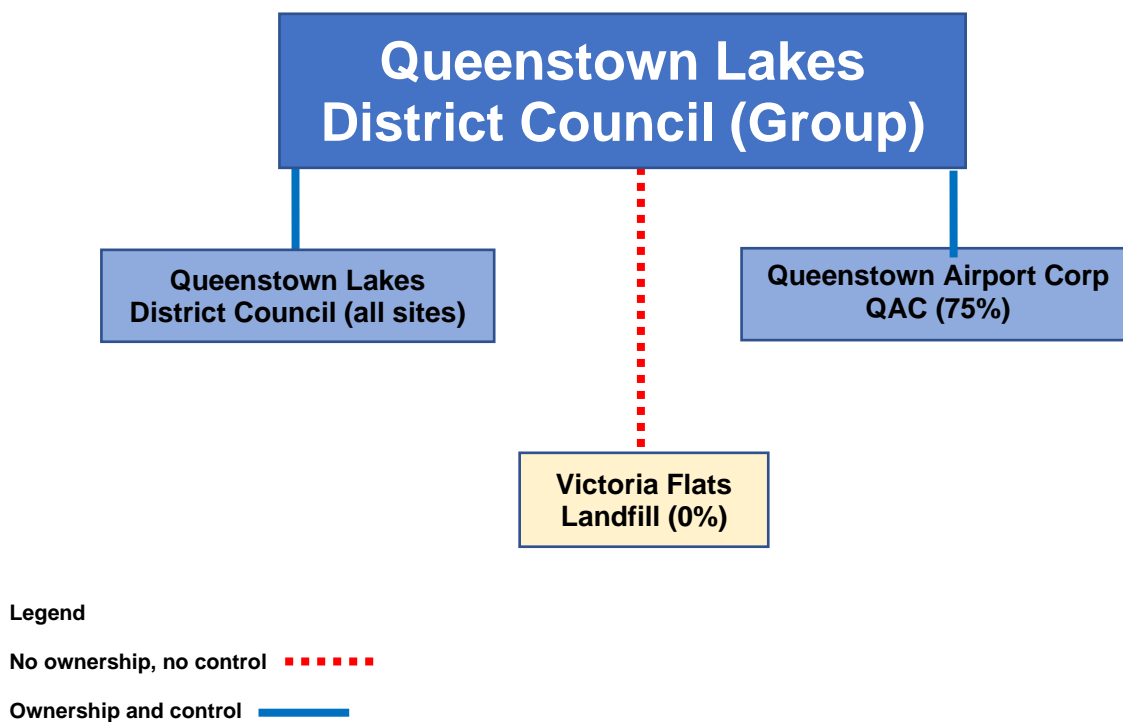 Queenstown Lakes
District Council (Group)
Queenstown Lakes
District Council (all sites)
Queenstown Airport Corp
QAC (75%)
Victoria Flats
Landfill (0%)
Legend
No ownership, no control
Ownership and control